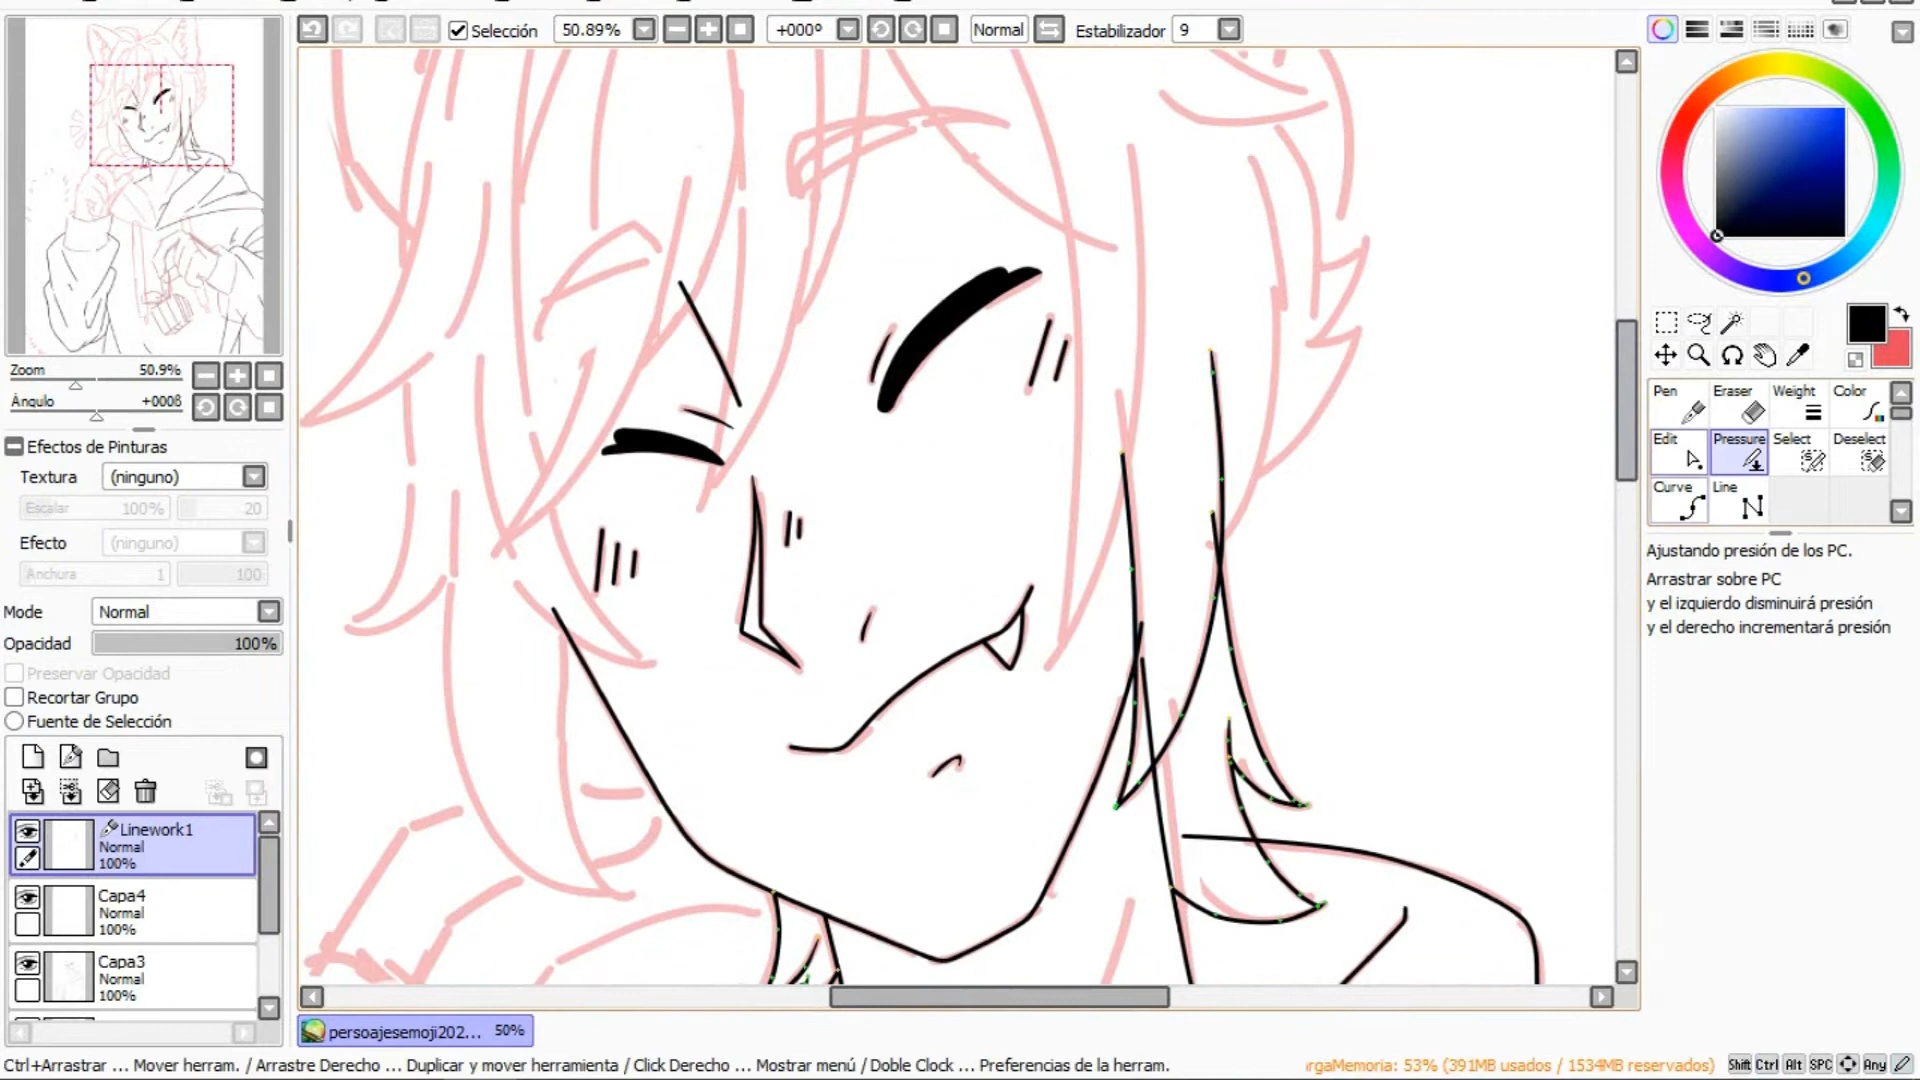 Selección
50.89%
+000º
Normal
Estabilizador
9
Zoom 50.9%
Ángulo +000ß
Efectos de Pinturas
Textura (ninguno)
Escalar 100% 20
Efecto (ninguno)
Anchura 1 100
Mode Normal
Opacidad 100%
Preservar Opacidad
Recortar Grupo
Fuente de Selección
Linework1
Normal
100%
Capa4
Normal
100%
Capa3
Normal
100%
Pen Eraser Weight Color
Edit Pressure Select Deselect
Curve Line
Ajustando presión de los PC.
Arrastrar sobre PC
y el izquierdo disminuirá presión
y el derecho incrementará presión
persoajesemoji202... 50%
Ctrl+Arrastrar ... Mover herram. / Arrastre Derecho ... Duplicar y mover herramienta / Click Derecho ... Mostrar menú / Doble Clock ... Preferencias de la herram.
ırgaMemoria: 53% (391MB usados / 1534MB reservados)
Shift Ctrl Alt SPC Any